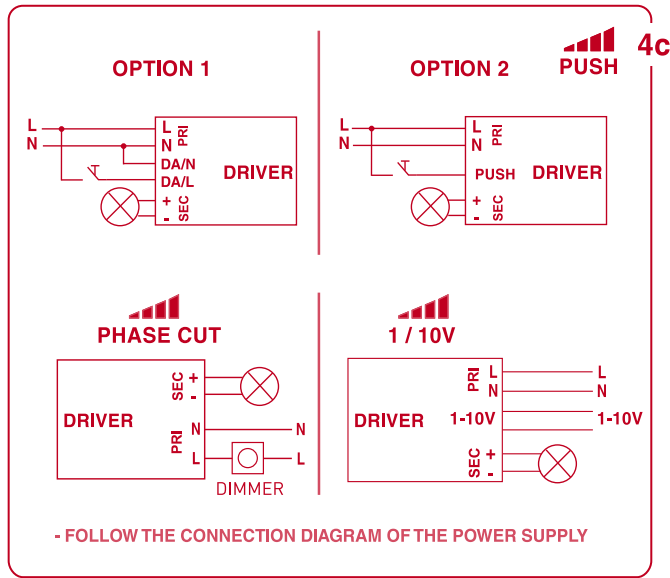 4c
PUSH
OPTION 1
L
N
L
N
PRI
DA/N
DA/L
+
-
SEC
DRIVER
OPTION 2
L
N
L
N
PRI
PUSH
+
-
SEC
DRIVER
PHASE CUT
DRIVER
SEC
+
-
PRI
N
L
N
L
DIMMER
1 / 10V
DRIVER
PRI
L
N
L
N
1-10V
1-10V
SEC
+
-
- FOLLOW THE CONNECTION DIAGRAM OF THE POWER SUPPLY